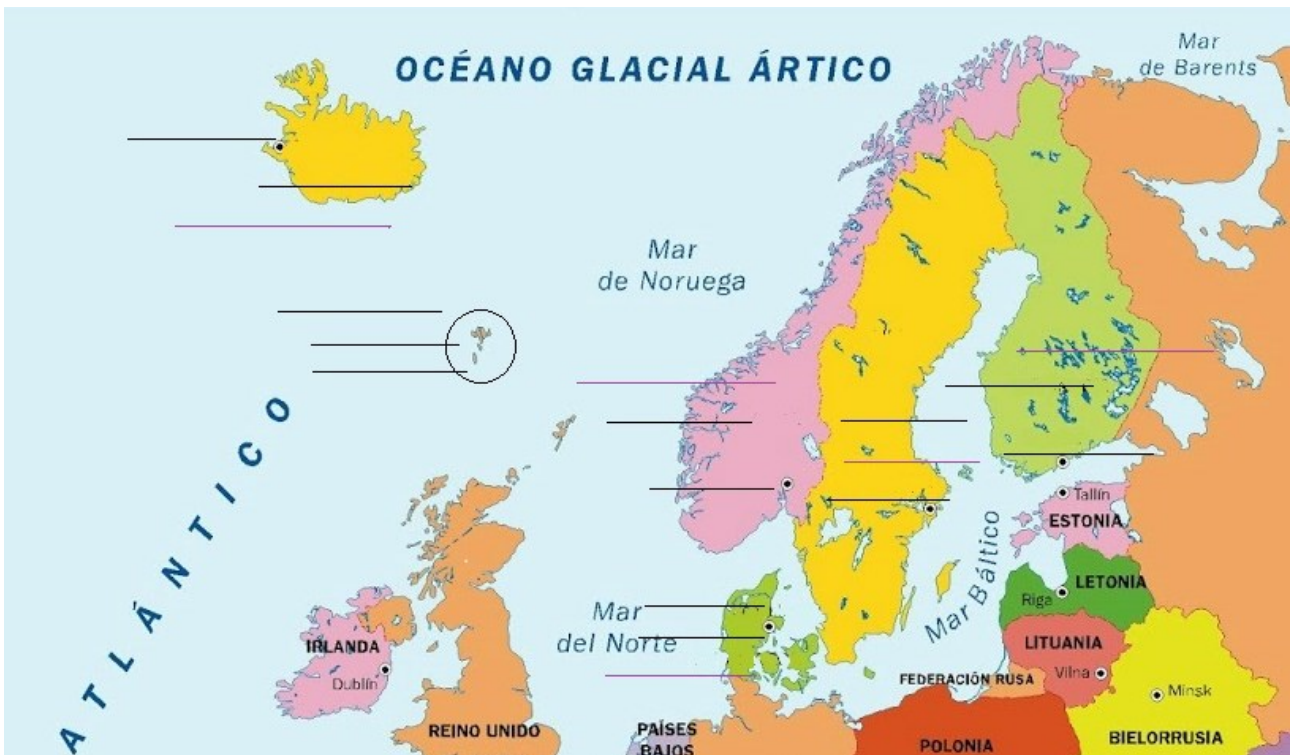 Mar
de Barents
OCÉANO GLACIAL ÁRTICO
Mar
de Noruega
ATLÁNTICO
Tallín
ESTONIA
Mar Báltico
LETONIA
Riga
Mar
del Norte
IRLANDA
Dublín
LITUANIA
Vilna
FEDERACIÓN RUSA
Minsk
REINO UNIDO
PAÍSES
BAJOS
POLONIA
BIELORRUSIA